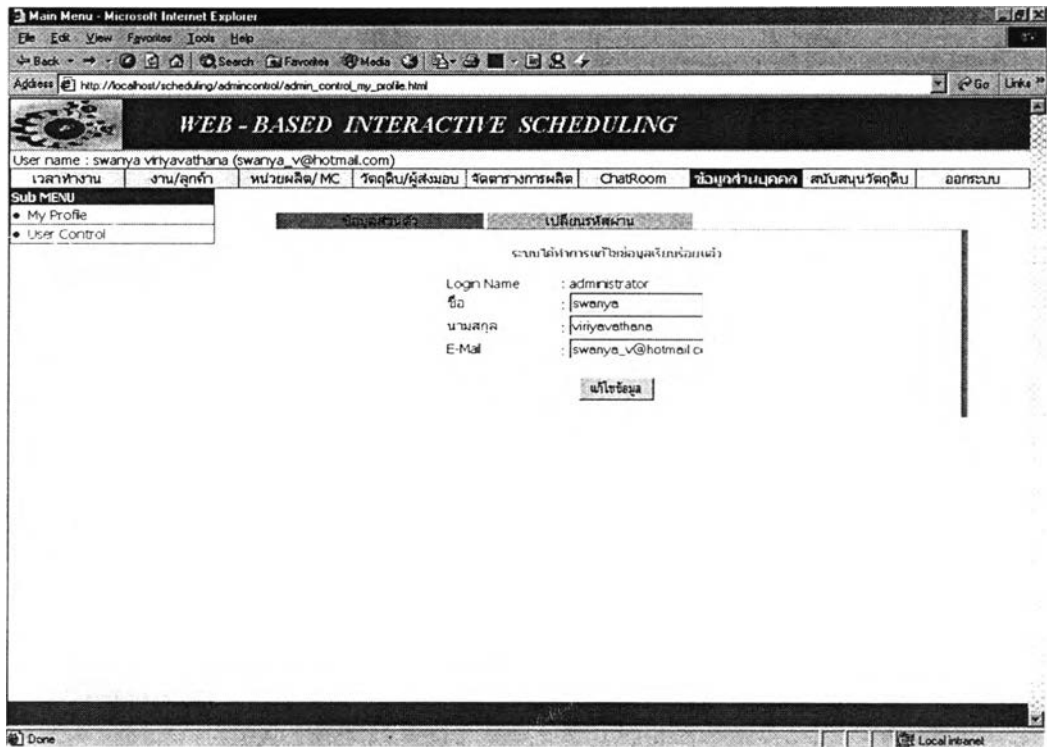 Main Menu - Microsoft Internet Explorer
File Edit View Favorites Tools Help
Back Search Favorites Media
Address http://localhost/scheduling/admincontrol/admin_control_my_profile.html Go Links »
WEB - BASED INTERACTIVE SCHEDULING
User name : swanya viriyavathana (swanya_v@hotmail.com)
เวลาทำงาน งาน/ลูกค้า หน่วยผลิต/ MC วัตถุดิบ/ผู้ส่งมอบ จัดตารางการผลิต ChatRoom ข้อมูลส่วนบุคคล สนับสนุนวัตถุดิบ ออกระบบ
Sub MENU
• My Profile
• User Control
ข้อมูลส่วนตัว เปลี่ยนรหัสผ่าน
ระบบได้ทำการแก้ไขข้อมูลเรียบร้อยแล้ว
Login Name : administrator
ชื่อ : swanya
นามสกุล : viriyavathana
E-Mail : swanya_v@hotmail.co
แก้ไขข้อมูล
Done Local intranet